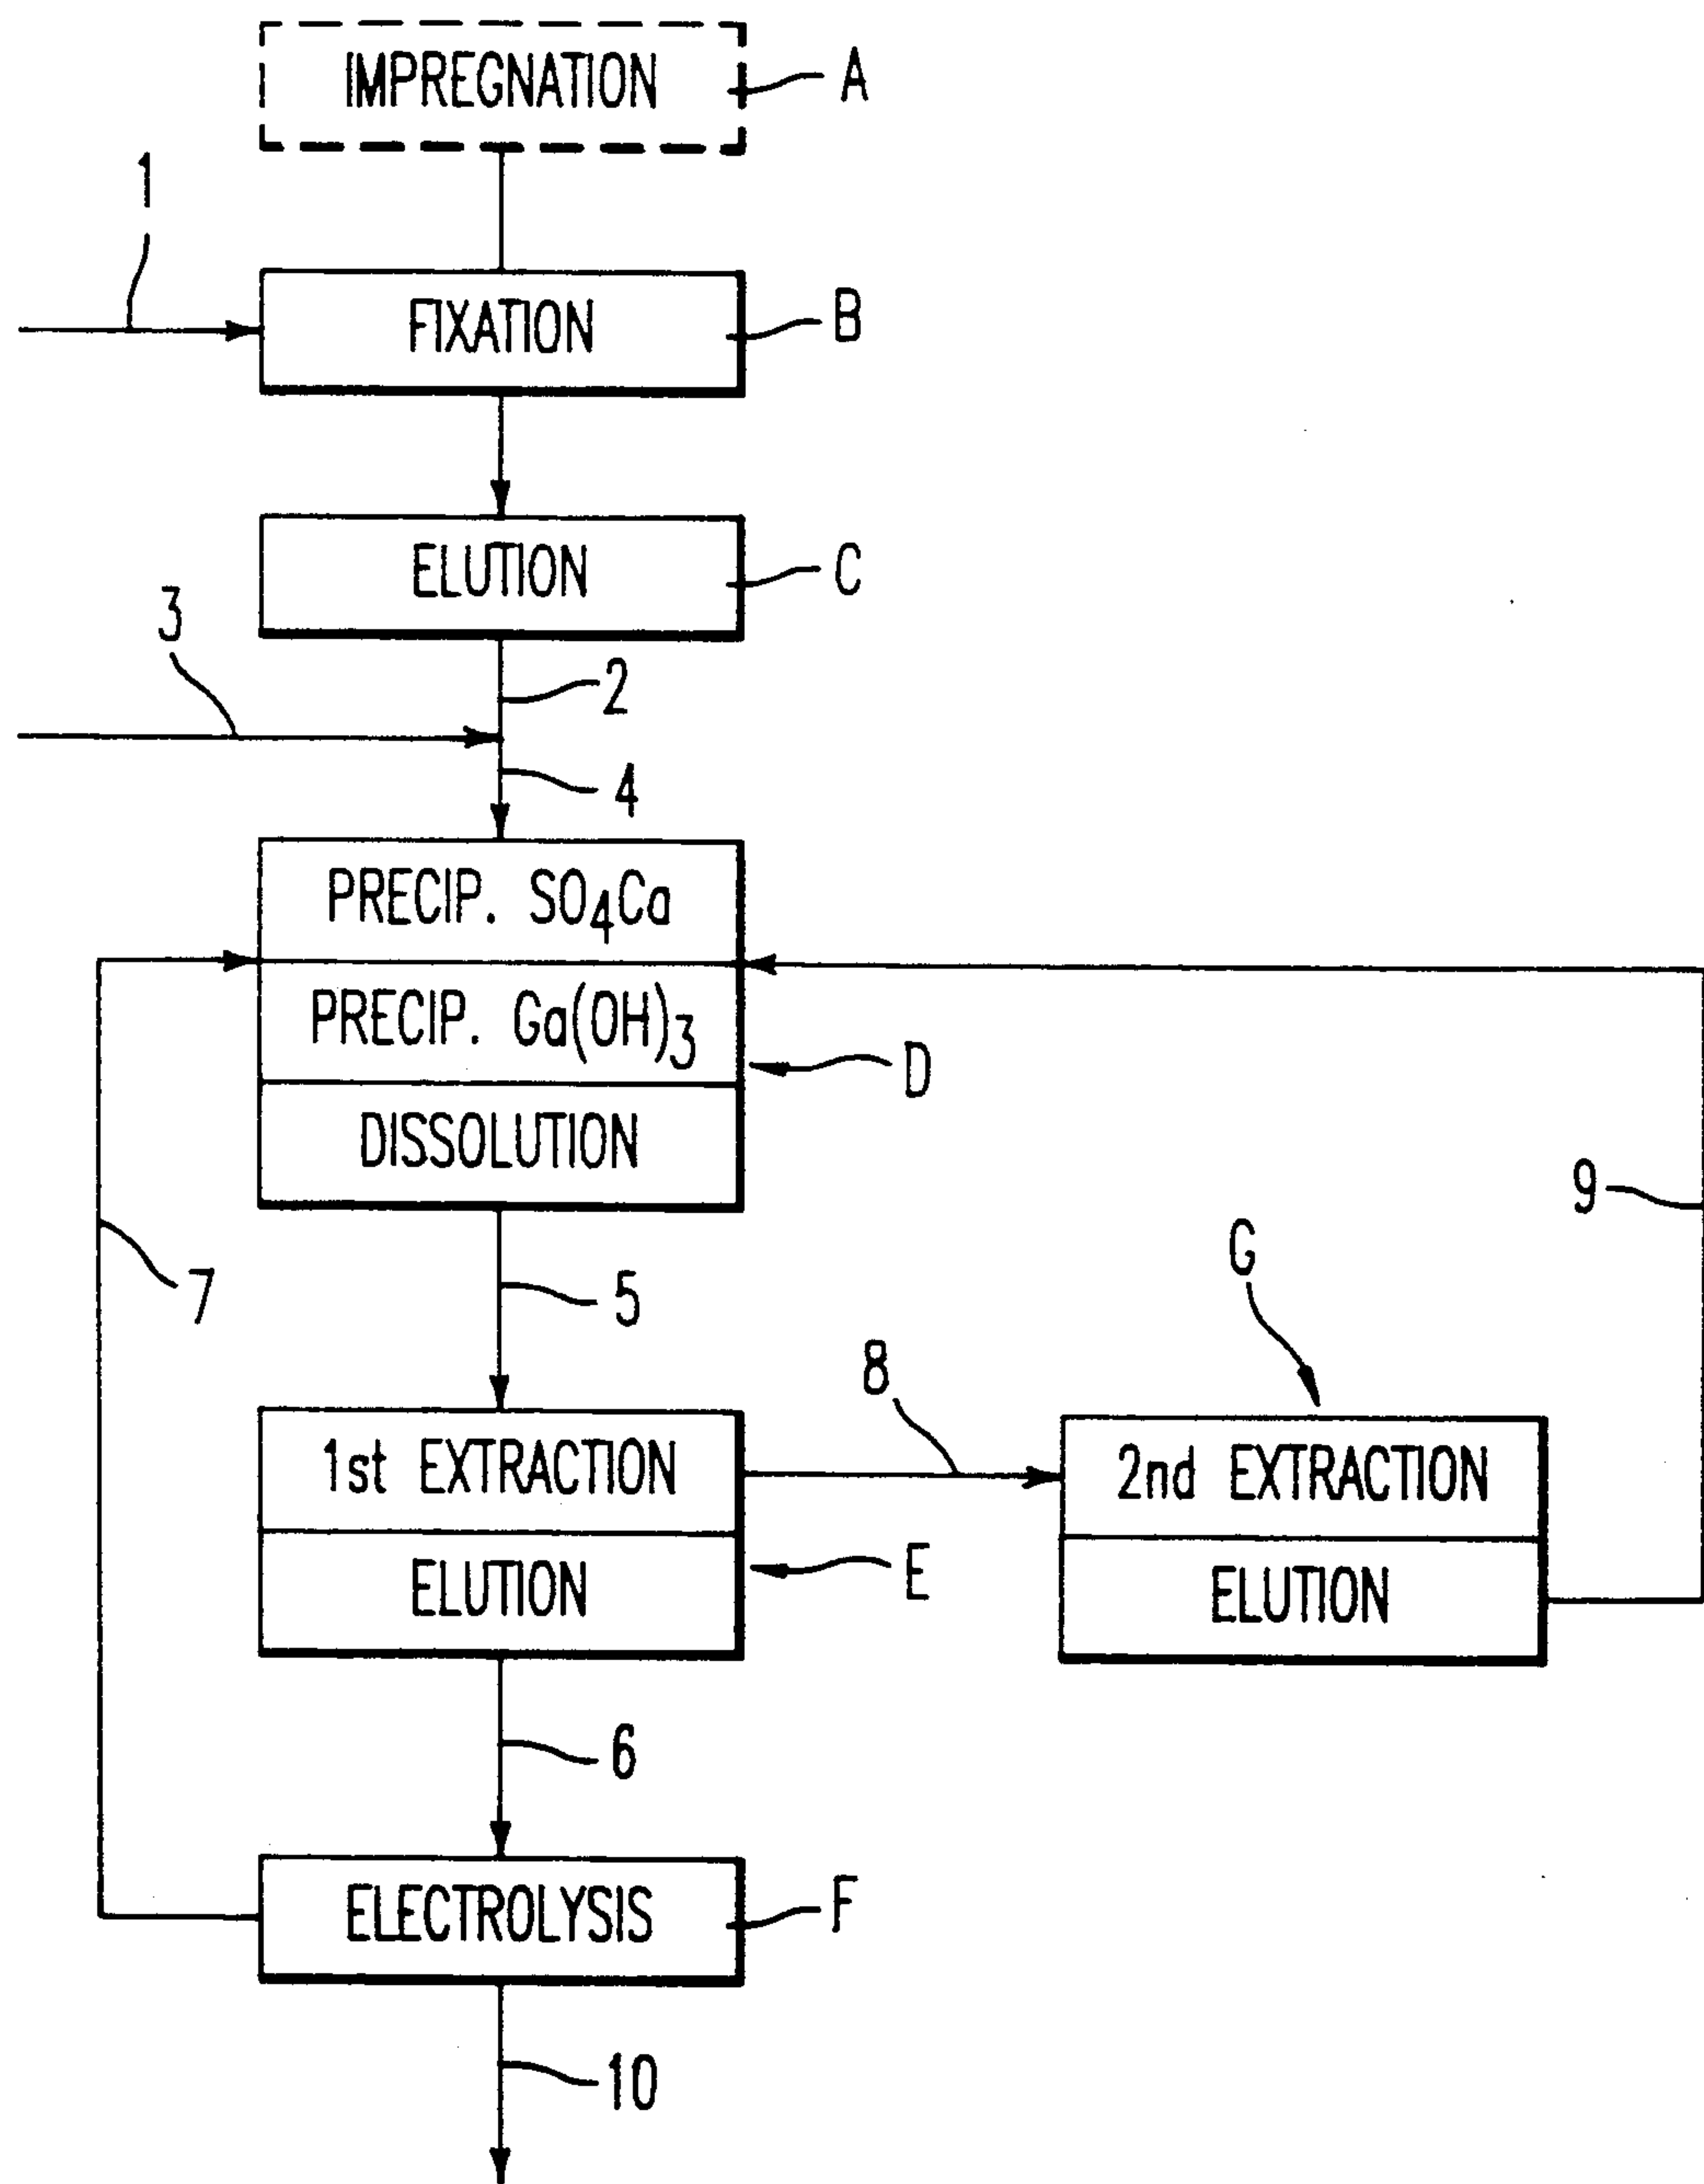 IMPREGNATION
A
1
FIXATION
B
ELUTION
C
3
2
4
PRECIP. SO4Ca
PRECIP. Ga(OH)3
D
DISSOLUTION
9
7
5
G
8
1st EXTRACTION
2nd EXTRACTION
ELUTION
E
ELUTION
6
ELECTROLYSIS
F
10